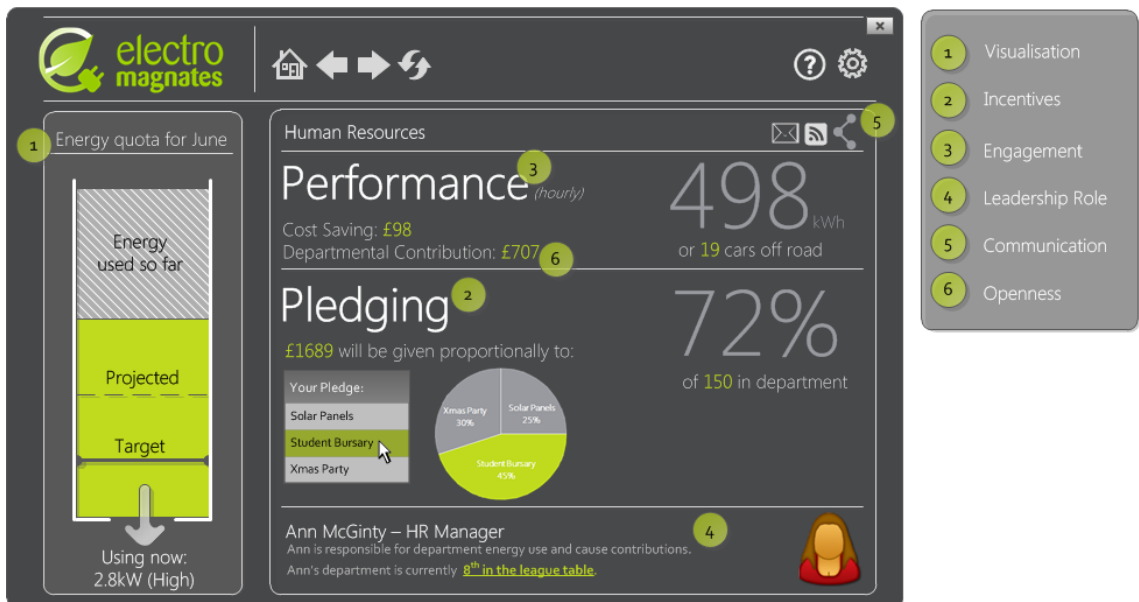 electro
magnates
?
x
1
Energy quota for June
Energy
used so far
Projected
Target
Using now:
2.8kW (High)
Human Resources
5
Performance
3
(hourly)
498
kWh
Cost Saving: £98
or 19 cars off road
Departmental Contribution: £707
6
Pledging
2
72%
£1689 will be given proportionally to:
of 150 in department
Your Pledge:
Solar Panels
Student Bursary
Xmas Party
Xmas Party
30%
Solar Panels
25%
Student Bursary
45%
Ann McGinty – HR Manager
4
Ann is responsible for department energy use and cause contributions.
Ann's department is currently 8th in the league table.
1 Visualisation
2 Incentives
3 Engagement
4 Leadership Role
5 Communication
6 Openness